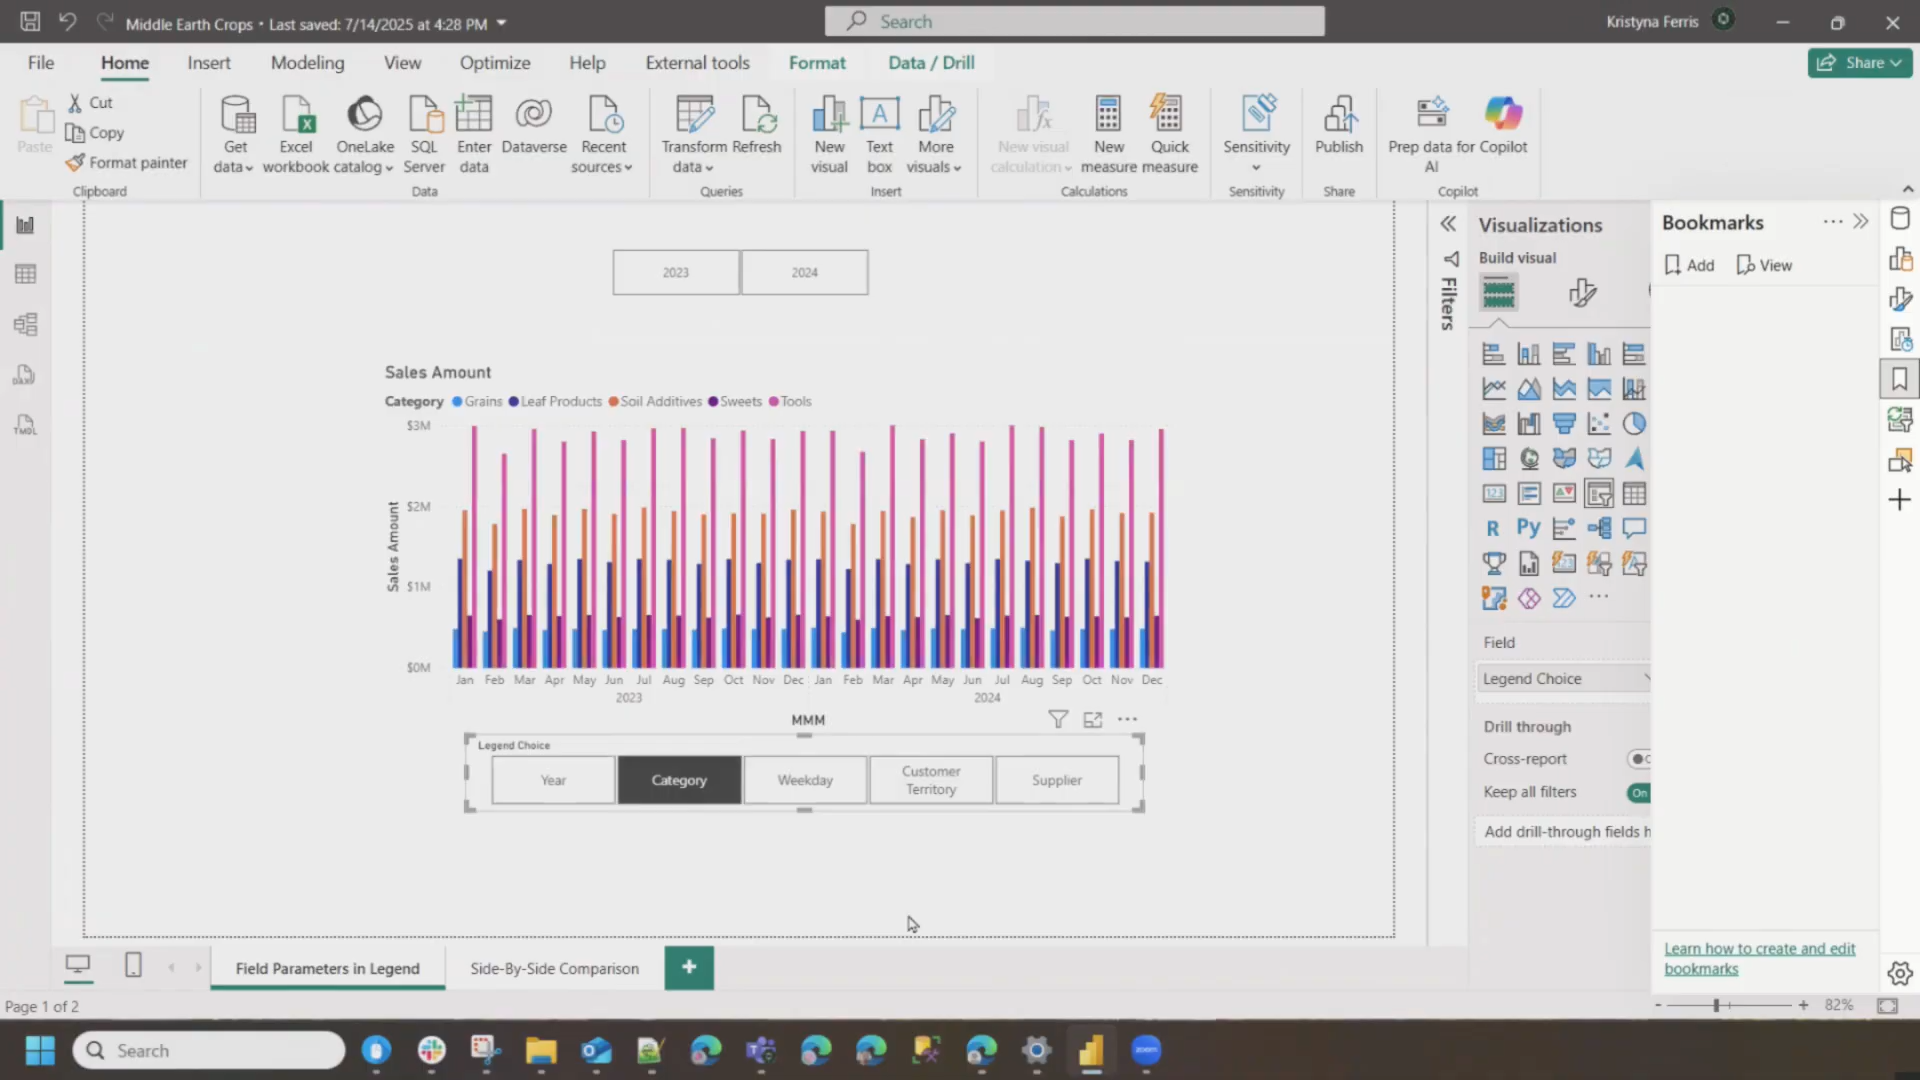 Middle Earth Crops • Last saved: 7/14/2025 at 4:28 PM
Search
Kristyna Ferris
File
Home
Insert
Modeling
View
Optimize
Help
External tools
Format
Data / Drill
Share
Paste
Cut
Copy
Format painter
Clipboard
Get data
Excel workbook
OneLake catalog
SQL Server
Enter data
Dataverse
Recent sources
Data
Transform data
Refresh
Queries
New visual
Text box
More visuals
Insert
New visual calculation
New measure
Quick measure
Calculations
Sensitivity
Sensitivity
Publish
Share
Prep data for AI
Copilot
Copilot
2023
2024
Sales Amount
Category Grains Leaf Products Soil Additives Sweets Tools
Sales Amount
$3M
$2M
$1M
$0M
Jan Feb Mar Apr May Jun Jul Aug Sep Oct Nov Dec Jan Feb Mar Apr May Jun Jul Aug Sep Oct Nov Dec
2023 2024
MMM
Legend Choice
Year
Category
Weekday
Customer Territory
Supplier
Filters
Visualizations
Build visual
123
R
Py
Field
Legend Choice
Drill through
Cross-report
Keep all filters
On
Add drill-through fields h
Bookmarks
Add
View
Learn how to create and edit
bookmarks
DAX
TMDL
Field Parameters in Legend
Side-By-Side Comparison
Page 1 of 2
82%
Search
zoom